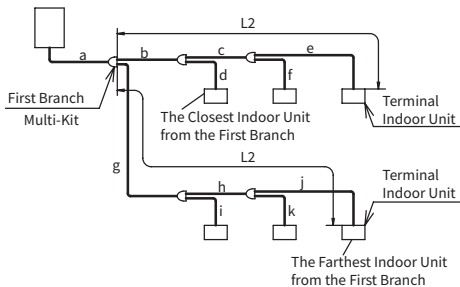 L2
a
b
c
e
d
f
First Branch
Multi-Kit
The Closest Indoor Unit
from the First Branch
Terminal
Indoor Unit
L2
g
h
j
i
k
Terminal
Indoor Unit
The Farthest Indoor Unit
from the First Branch